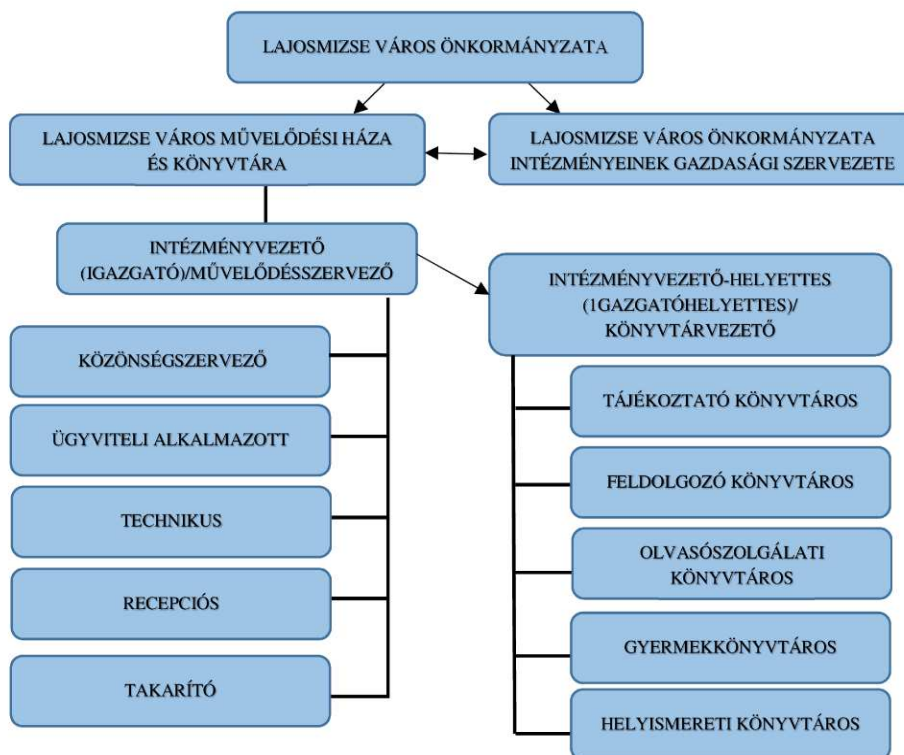 LAJOSMIZSE VÁROS ÖNKORMÁNYZATA
LAJOSMIZSE VÁROS MŰVELŐDÉSI HÁZA
ÉS KÖNYVTÁRA
LAJOSMIZSE VÁROS ÖNKORMÁNYZATA
INTÉZMÉNYEINEK GAZDASÁGI SZERVEZETE
INTÉZMÉNYVEZETŐ
(IGAZGATÓ)/MŰVELŐDÉSSZERVEZŐ
INTÉZMÉNYVEZETŐ-HELYETTES
(1GAZGATÓHELYETTES)/
KÖNYVTÁRVEZETŐ
KÖZÖNSÉGSZERVEZŐ
ÜGYVITELI ALKALMAZOTT
TECHNIKUS
RECEPCIÓS
TAKARÍTÓ
TÁJÉKOZTATÓ KÖNYVTÁROS
FELDOLGOZÓ KÖNYVTÁROS
OLVASÓSZOLGÁLATI
KÖNYVTÁROS
GYERMEKKÖNYVTÁROS
HELYISMERETI KÖNYVTÁROS